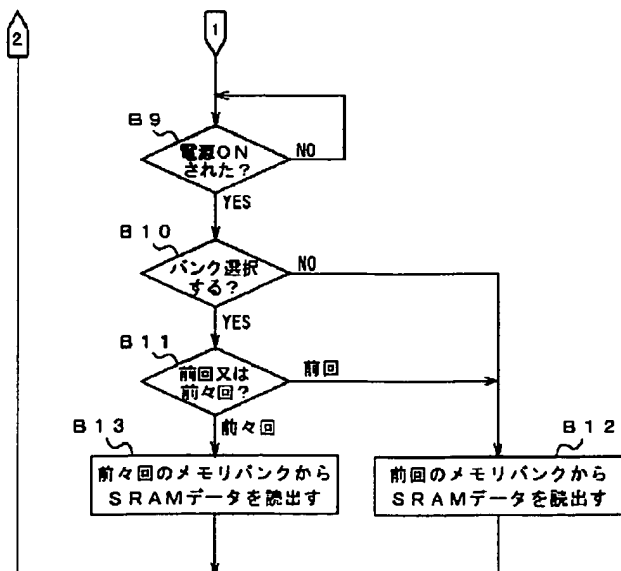 2
1
B9
電源ON
された?
NO
YES
B10
バンク選択
する?
NO
YES
B11
前回又は
前々回?
前回
前々回
B13
前々回のメモリバンクから
SRAMデータを読出す
B12
前回のメモリバンクから
SRAMデータを読出す